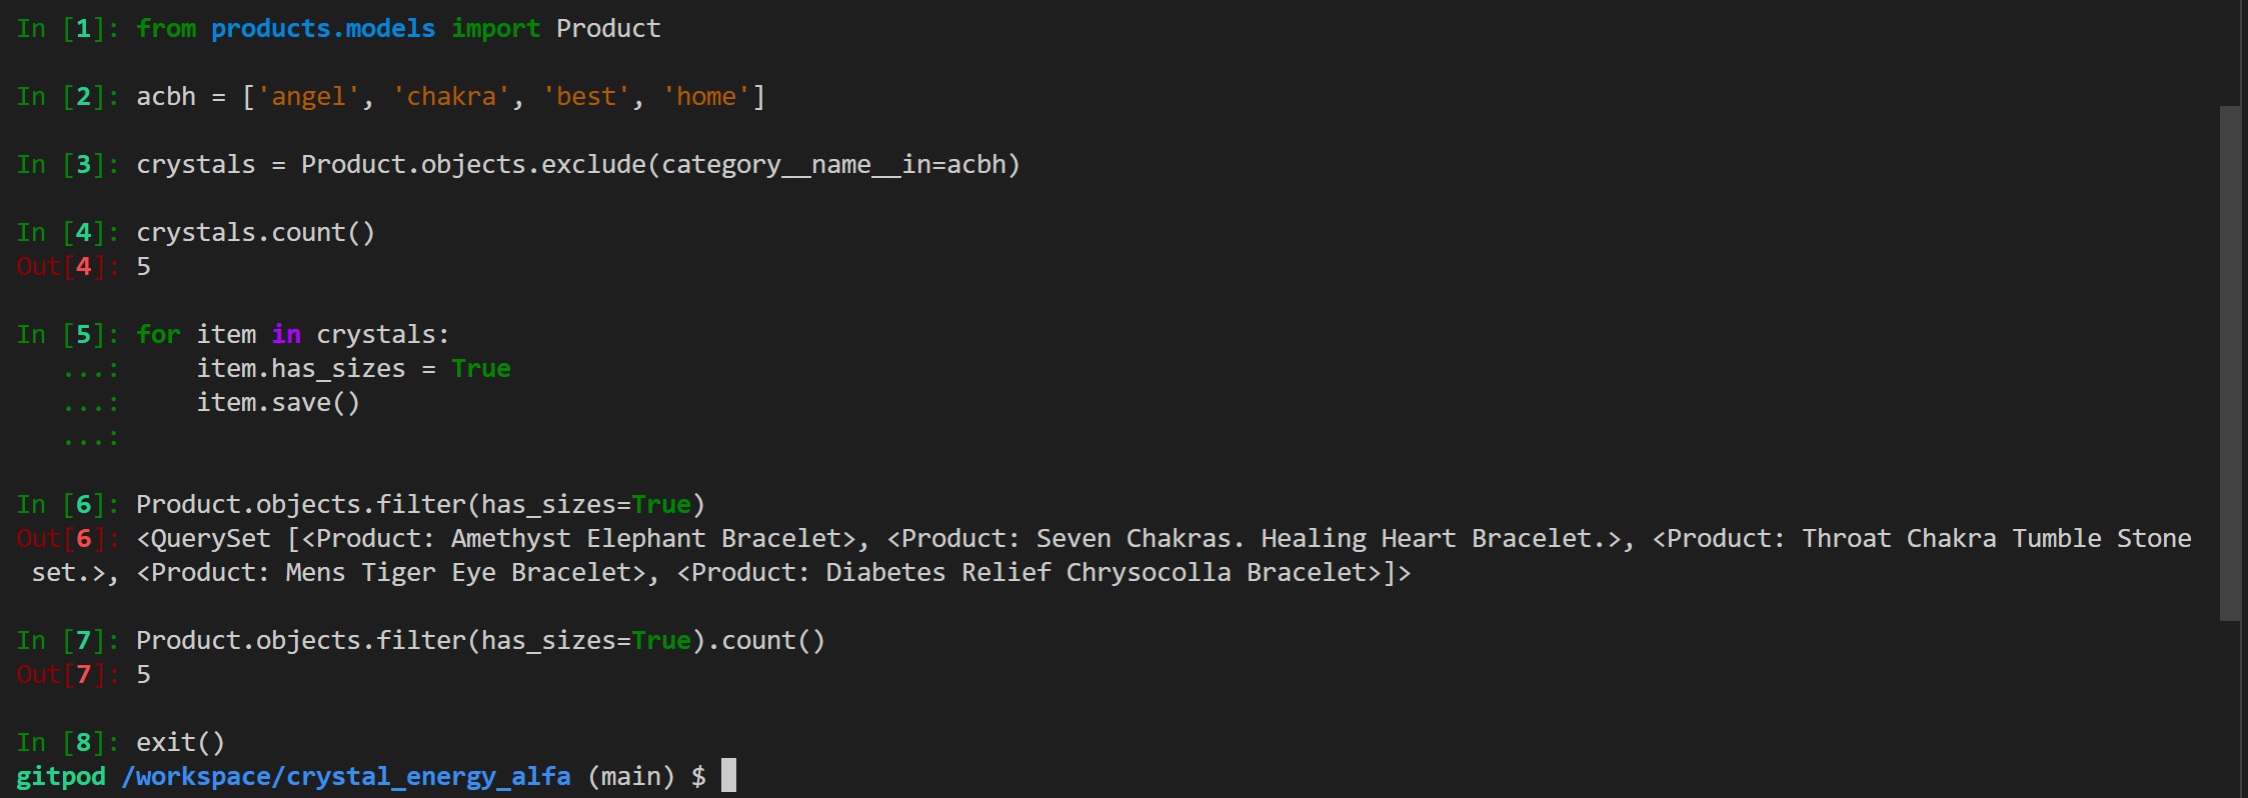 In [1]: from products.models import Product
In [2]: acbh = ['angel', 'chakra', 'best', 'home']
In [3]: crystals = Product.objects.exclude(category__name__in=acbh)
In [4]: crystals.count()
Out[4]: 5
In [5]: for item in crystals:
   ...:     item.has_sizes = True
   ...:     item.save()
   ...:
In [6]: Product.objects.filter(has_sizes=True)
Out[6]: <QuerySet [<Product: Amethyst Elephant Bracelet>, <Product: Seven Chakras. Healing Heart Bracelet.>, <Product: Throat Chakra Tumble Stone
 set.>, <Product: Mens Tiger Eye Bracelet>, <Product: Diabetes Relief Chrysocolla Bracelet>]>
In [7]: Product.objects.filter(has_sizes=True).count()
Out[7]: 5
In [8]: exit()
gitpod /workspace/crystal_energy_alfa (main) $